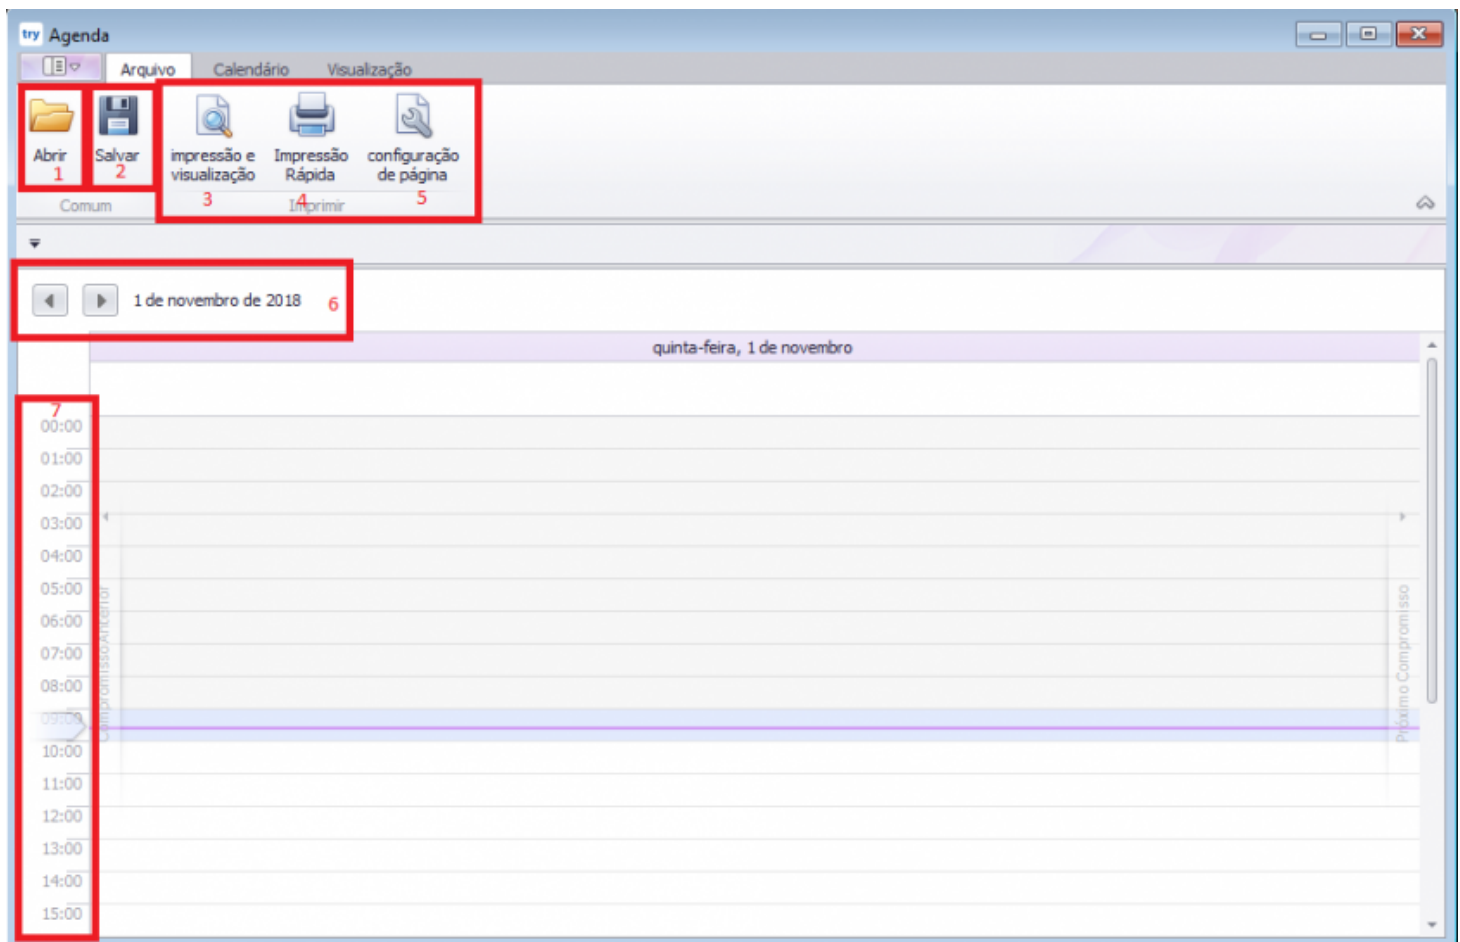 try Agenda
Arquivo Calendário Visualização
Abrir Salvar impressão e visualização Impressão Rápida configuração de página
1 2 3 4 5
Comum Imprimir
1 de novembro de 2018 6
quinta-feira, 1 de novembro
7
00:00
01:00
02:00
03:00
04:00
05:00
06:00
07:00
08:00
09:00
10:00
11:00
12:00
13:00
14:00
15:00
Compromisso Anterior
Próximo Compromisso